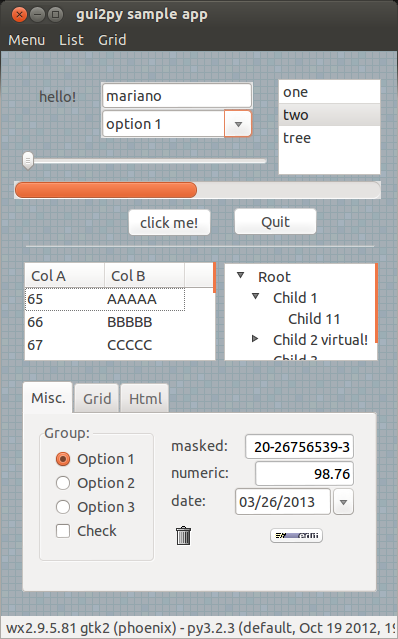 gui2py sample app
Menu List Grid
hello!
mariano
option 1
one
two
tree
click me!
Quit
Col A Col B
65 AAAAA
66 BBBBB
67 CCCCC
Root
Child 1
Child 11
Child 2 virtual!
Misc. Grid Html
Group:
Option 1
Option 2
Option 3
Check
masked: 20-26756539-3
numeric: 98.76
date: 03/26/2013
wx2.9.5.81 gtk2 (phoenix) - py3.2.3 (default, Oct 19 2012,